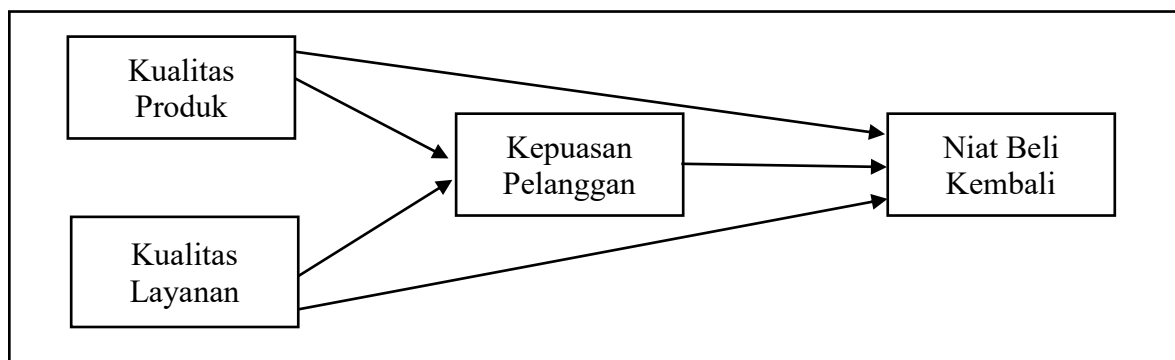 Kualitas
Produk
Kepuasan
Pelanggan
Niat Beli
Kembali
Kualitas
Layanan